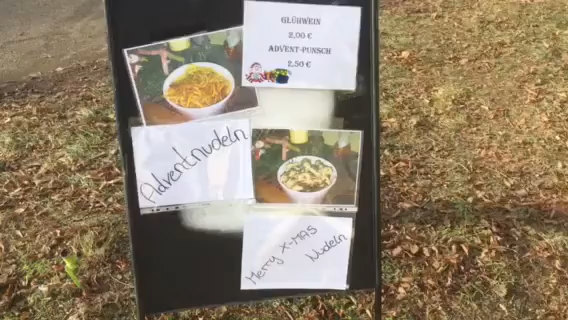 GLÜHWEIN
2,00 €
ADVENT-PUNSCH
2,50 €
Adventnudeln
Merry X-MAS
Nudeln